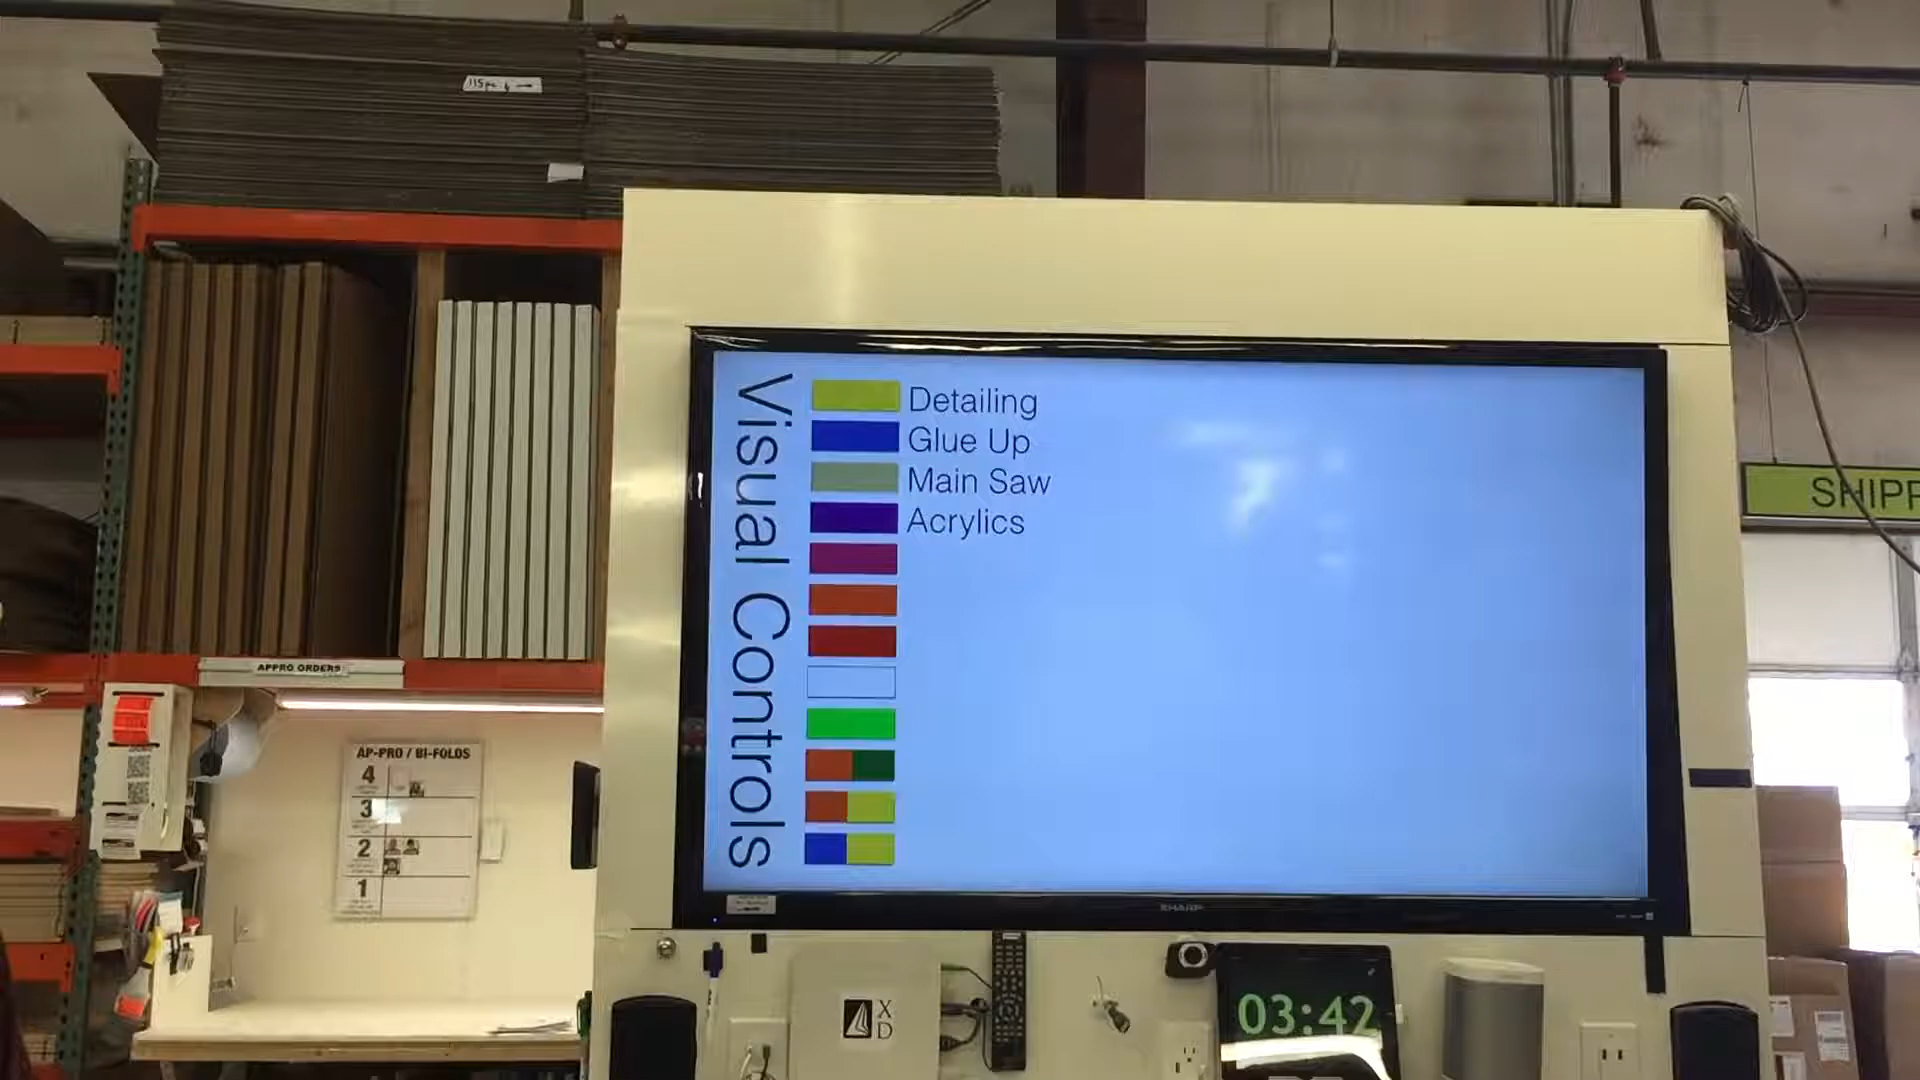 115pc
Visual Controls
Detailing
Glue Up
Main Saw
Acrylics
SHIPP
APPRO ORDERS
AP-PRO / BI-FOLDS
4
3
2
1
SHARP
X
D
03:42